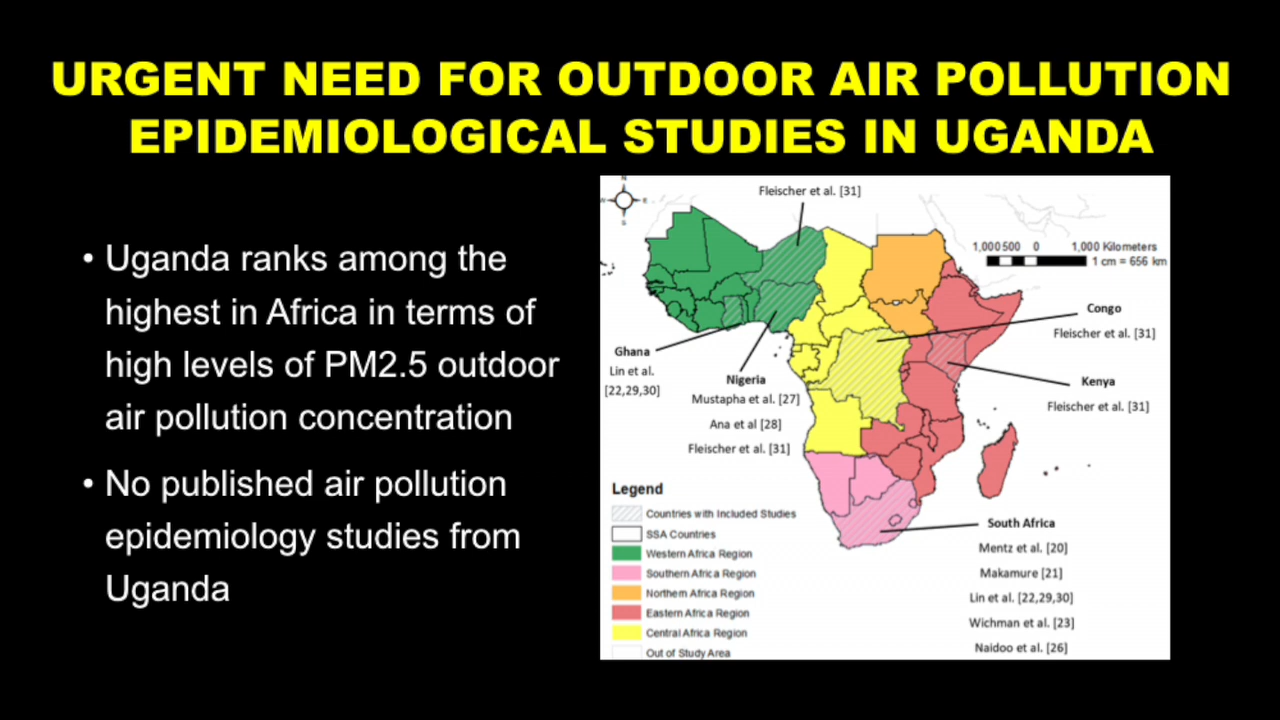 URGENT NEED FOR OUTDOOR AIR POLLUTION
EPIDEMIOLOGICAL STUDIES IN UGANDA
• Uganda ranks among the
highest in Africa in terms of
high levels of PM2.5 outdoor
air pollution concentration
• No published air pollution
epidemiology studies from
Uganda
N
W E
S
Fleischer et al. [31]
1,000 500 0 1,000 Kilometers
1 cm = 656 km
Congo
Fleischer et al. [31]
Ghana
Lin et al.
[22,29,30]
Nigeria
Mustapha et al. [27]
Ana et al [28]
Fleischer et al. [31]
Kenya
Fleischer et al. [31]
Legend
Countries with Included Studies
SSA Countries
Western Africa Region
Southern Africa Region
Northern Africa Region
Eastern Africa Region
Central Africa Region
Out of Study Area
South Africa
Mentz et al. [20]
Makamure [21]
Lin et al. [22,29,30]
Wichman et al. [23]
Naidoo et al. [26]